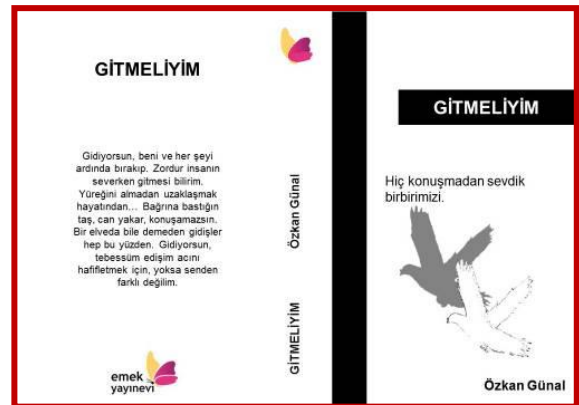 GİTMELİYİM
Gidiyorsun, beni ve her şeyi
ardında bırakıp. Zordur insanın
severken gitmesi bilirim.
Yüreğini almadan uzaklaşmak
hayatından... Bağrına bastığın
taş, can yakar, konuşamazsın.
Bir elveda bile demeden gidişler
hep bu yüzden. Gidiyorsun,
tebessüm edişim acını
hafifletmek için, yoksa senden
farklı değilim.
emek
yayınevi
Özkan Günal
GİTMELİYİM
GİTMELİYİM
Hiç konuşmadan sevdik
birbirimizi.
Özkan Günal